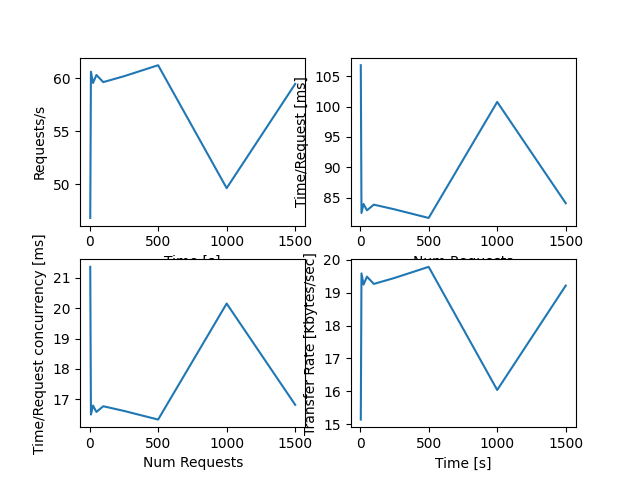 60
55
50
Requests/s
0 500 1000 1500
Time [s]
105
100
95
90
85
Time/Request [ms]
0 500 1000 1500
Num Requests
21
20
19
18
17
Time/Request concurrency [ms]
0 500 1000 1500
Num Requests
20
19
18
17
16
15
Transfer Rate [Kbytes/sec]
0 500 1000 1500
Time [s]